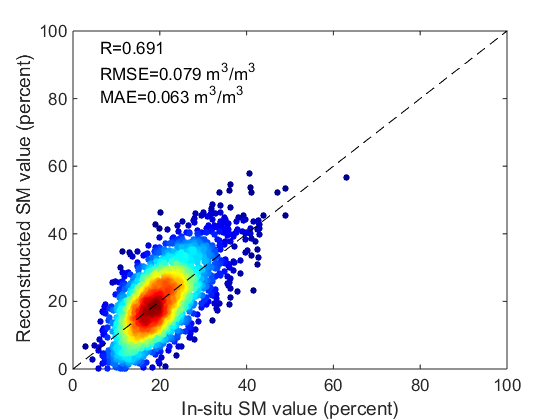 R=0.691
RMSE=0.079 m³/m³
MAE=0.063 m³/m³
Reconstructed SM value (percent)
100
80
60
40
20
0
0 20 40 60 80 100
In-situ SM value (percent)